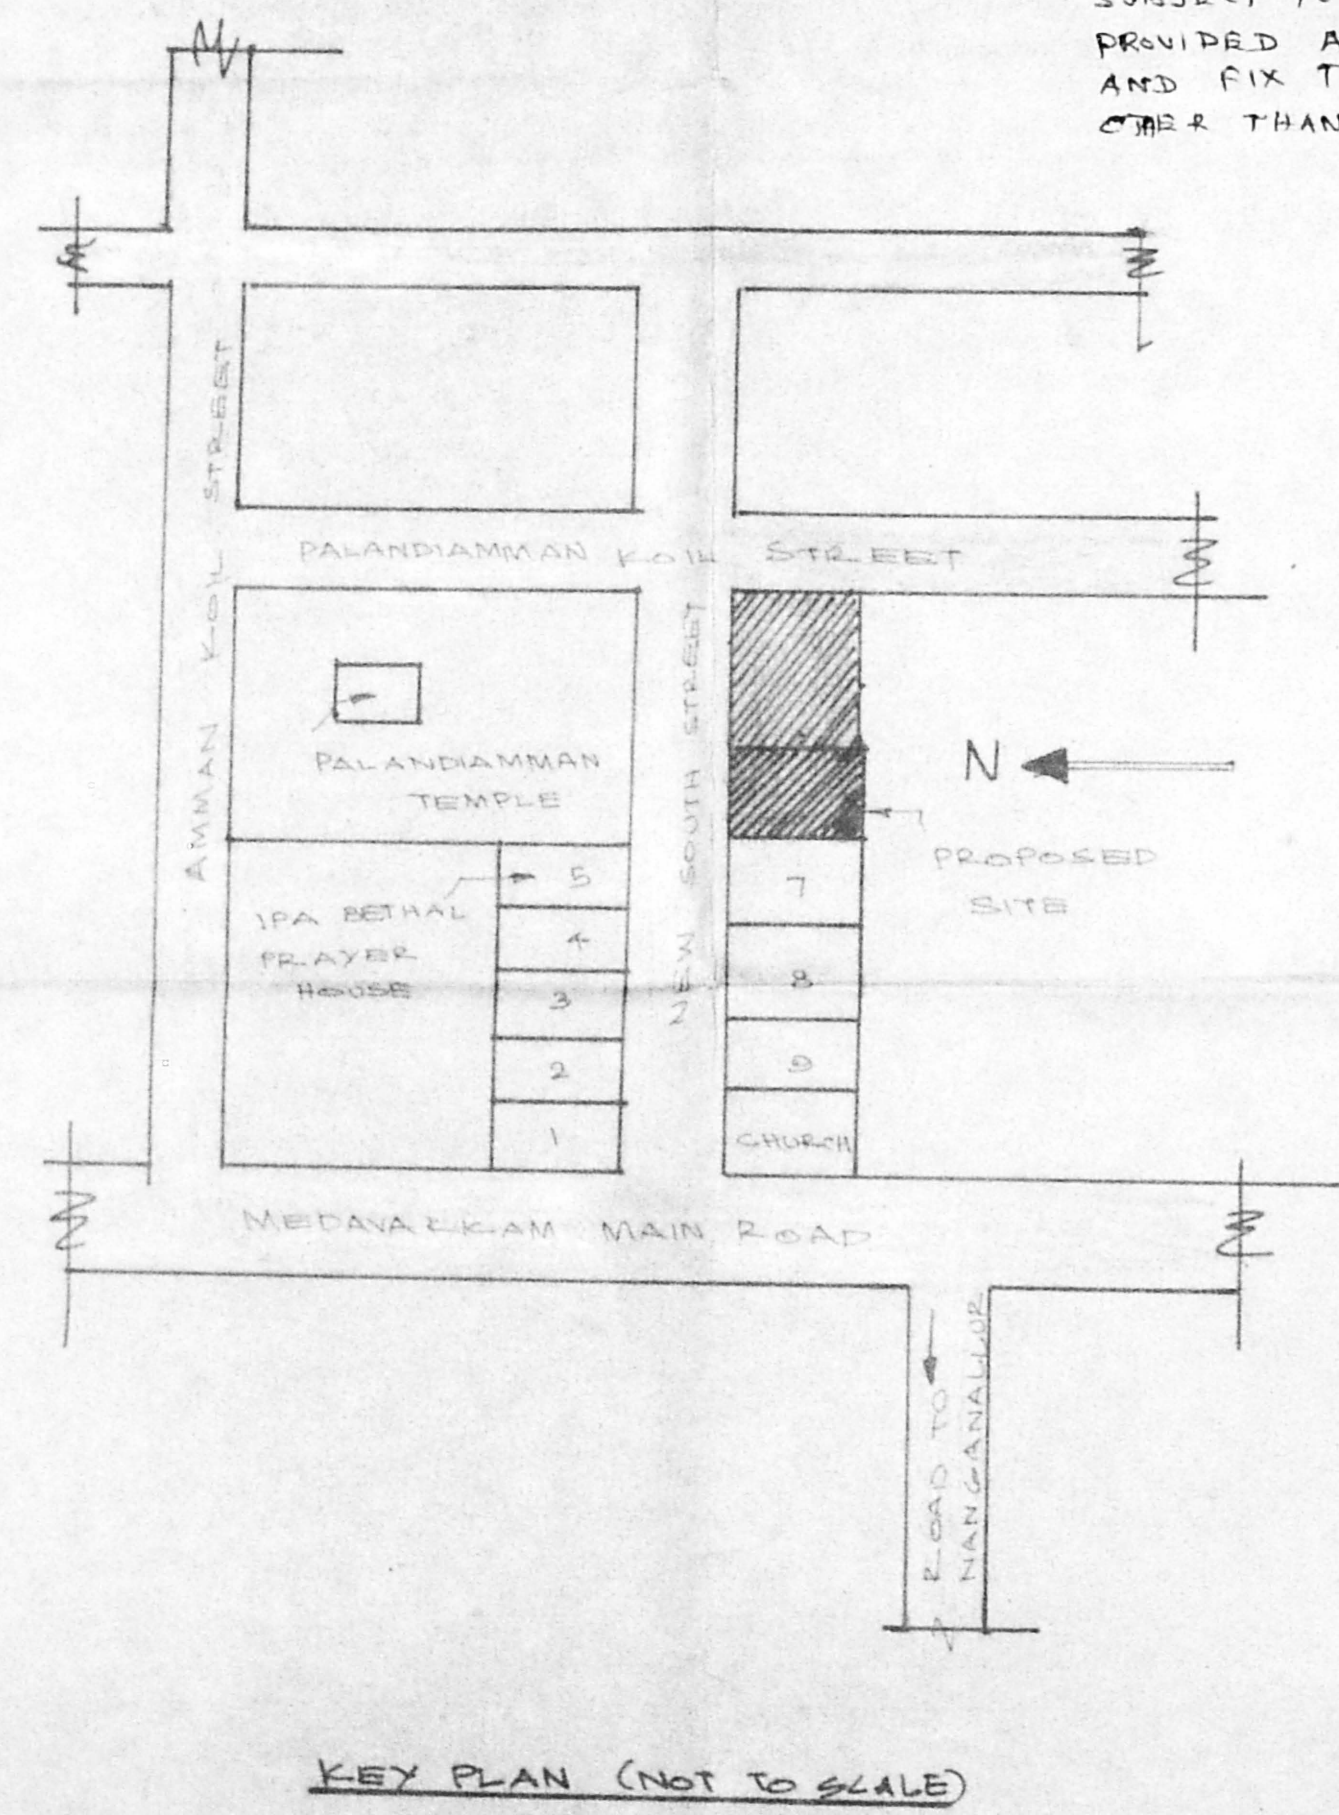 SUBJECT TO
PROVIDED A
AND FIX T
OTHER THAN
AMMAN KOIL STREET
PALANDIAMMAN KOIL STREET
NEW SOUTH STREET
PALANDIAMMAN
TEMPLE
N
PROPOSED
SITE
IPA BETHAL
PRAYER
HOUSE
5
4
3
2
1
7
8
9
CHURCH
MEDAVAKKAM MAIN ROAD
ROAD TO
NANGANALLUR
KEY PLAN (NOT TO SCALE)